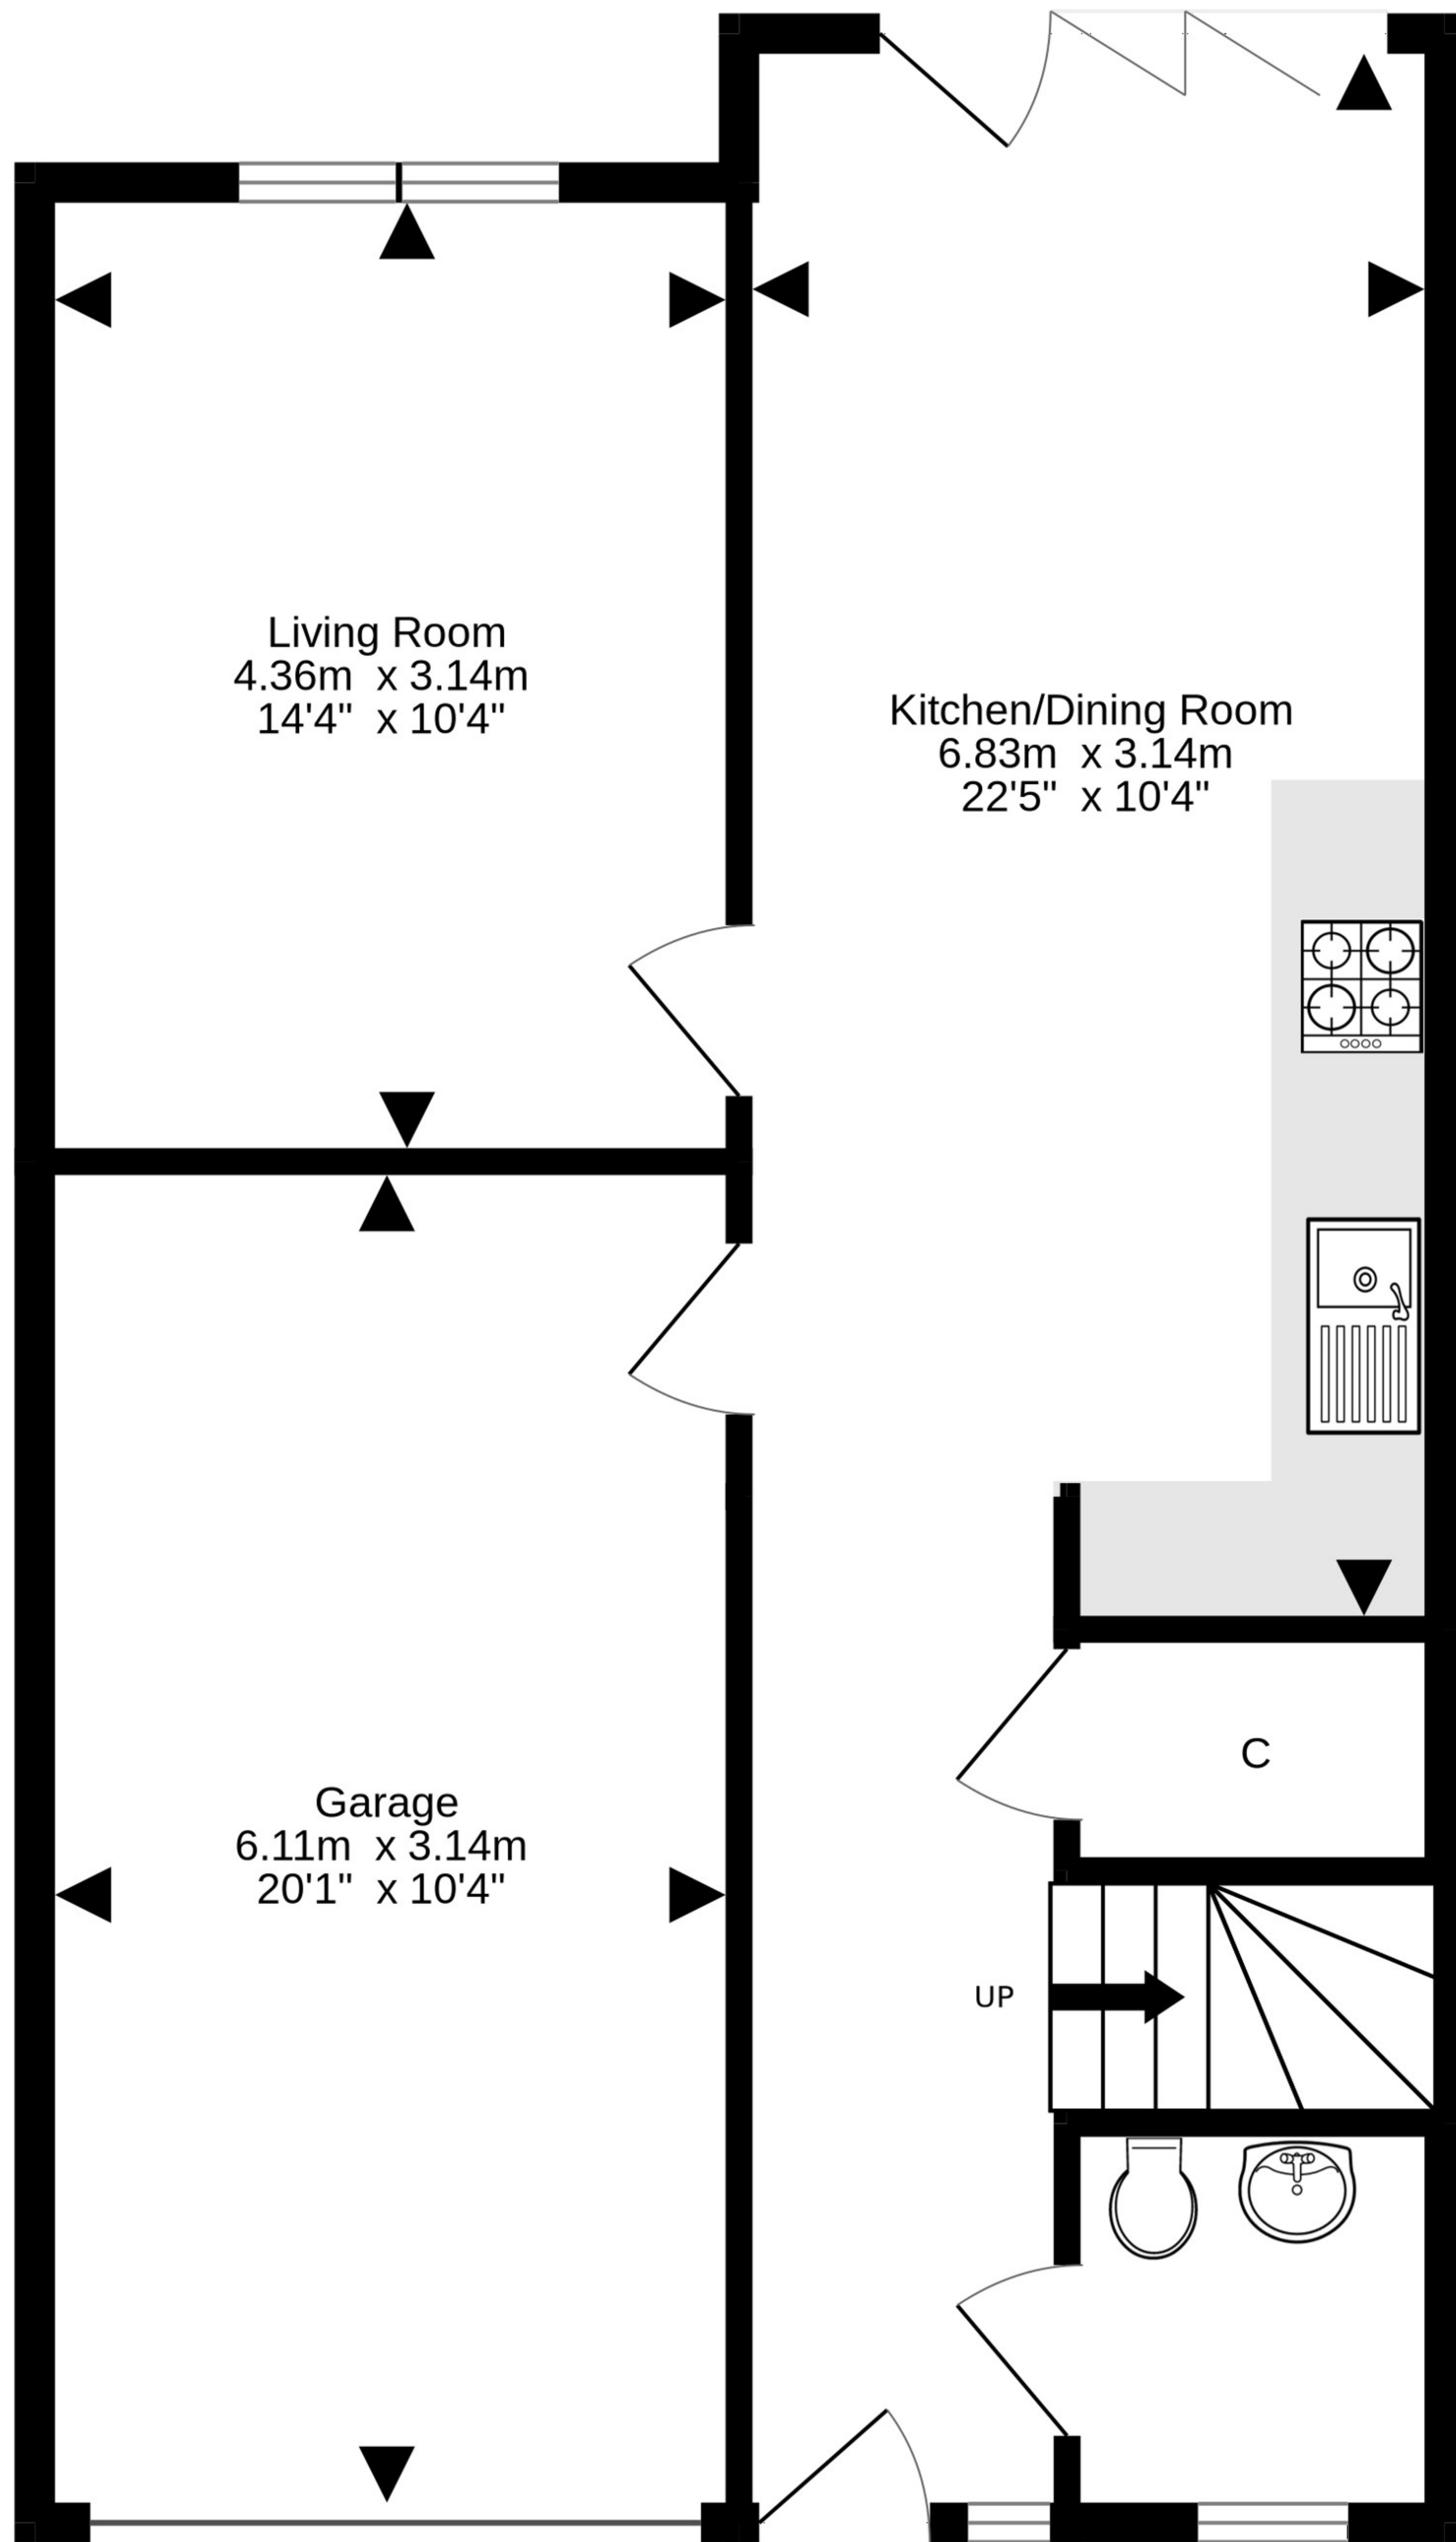 Living Room
4.36m x 3.14m
14'4" x 10'4"
Kitchen/Dining Room
6.83m x 3.14m
22'5" x 10'4"
C
Garage
6.11m x 3.14m
20'1" x 10'4"
UP